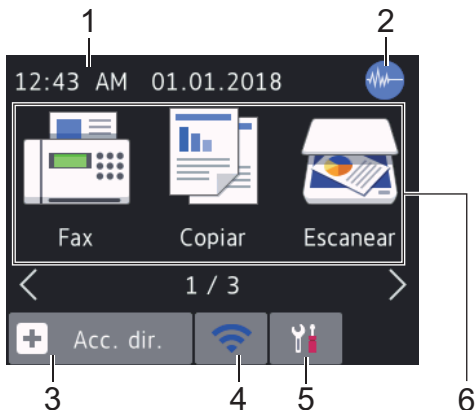 1 2
12:43 AM 01.01.2018
Fax Copiar Escanear
1 / 3
Acc. dir.
3 4 5 6